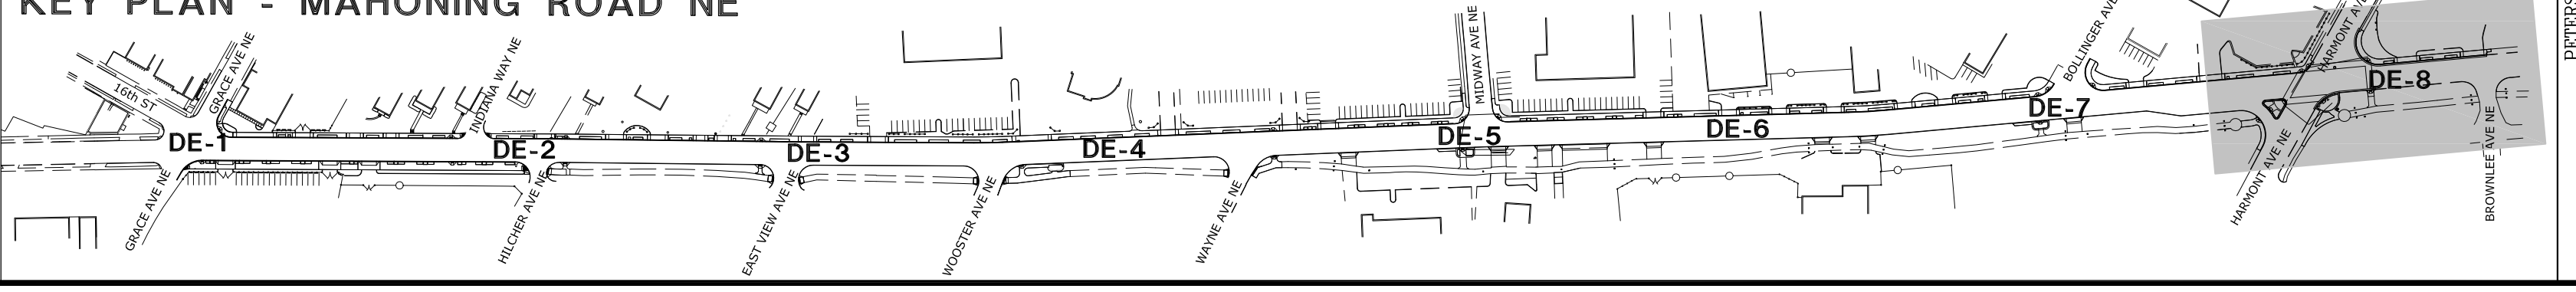 KEY PLAN - MAHONING ROAD NE
16th ST
GRACE AVE NE
INDIANA WAY NE
MIDWAY AVE NE
BOLLINGER AVE
HARMONT AVE
DE-1
DE-2
DE-3
DE-4
DE-5
DE-6
DE-7
DE-8
GRACE AVE NE
HILCHER AVE NE
EAST VIEW AVE NE
WOOSTER AVE NE
WAYNE AVE NE
HARMONT AVE NE
BROWNLEE AVE NE
PETERS